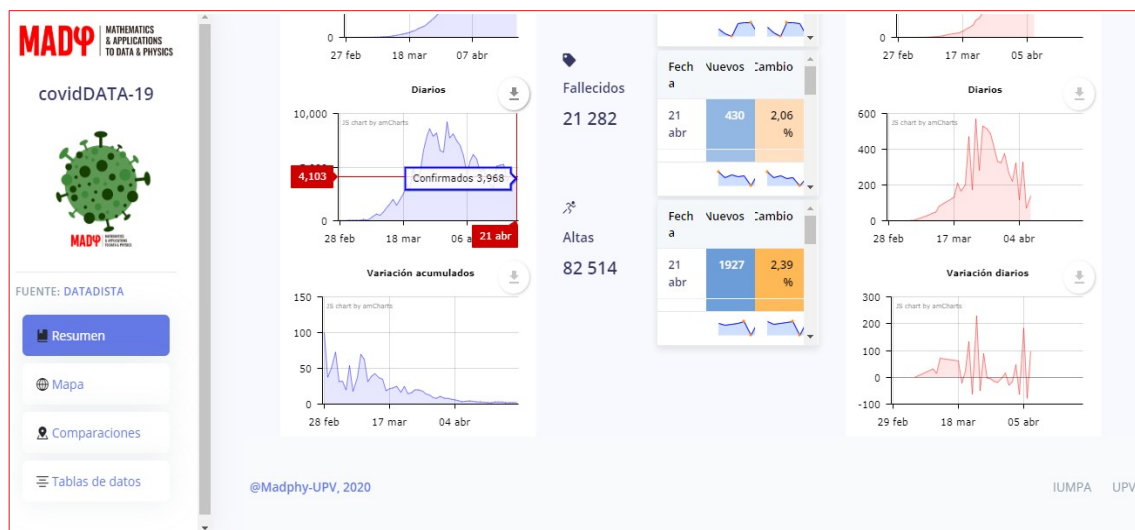 MADφ
MATHEMATICS
& APPLICATIONS
TO DATA & PHYSICS
covidDATA-19
MADφ
FUENTE: DATADISTA
Resumen
Mapa
Comparaciones
Tablas de datos
0
27 feb 18 mar 07 abr
Diarios
10,000
JS chart by amCharts
4,103
Confirmados 3,968
0
28 feb 18 mar 06 a 21 abr
Variación acumulados
150
JS chart by amCharts
100
50
0
28 feb 17 mar 04 abr
Fallecidos
21 282
Altas
82 514
Fech
a
Nuevos Cambio
21
abr
430 2,06
%
Fech
a
Nuevos Cambio
21
abr
1927 2,39
%
0
27 feb 18 mar 05 abr
Diarios
600
JS chart by amCharts
400
200
0
28 feb 17 mar 04 abr
Variación diarios
300
JS chart by amCharts
200
100
0
-100
29 feb 18 mar 05 abr
@Madphy-UPV, 2020
IUMPA UPV